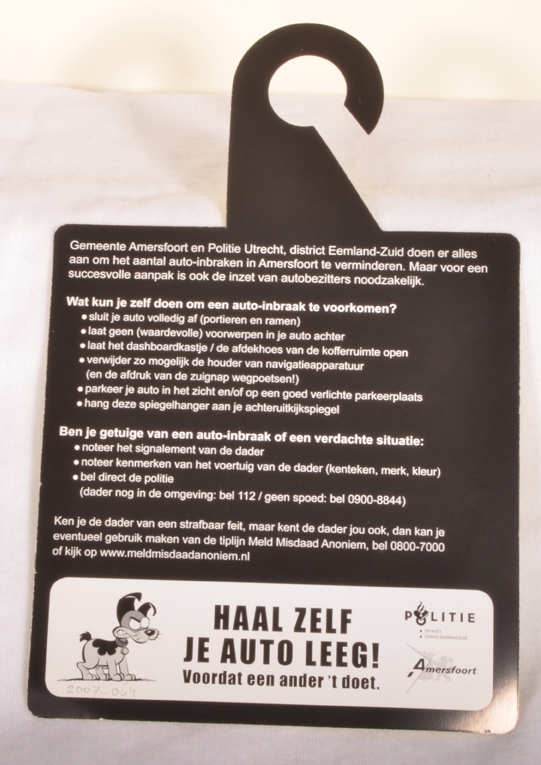 Gemeente Amersfoort en Politie Utrecht, district Eemland-Zuid doen er alles
aan om het aantal auto-inbraken in Amersfoort te verminderen. Maar voor een
succesvolle aanpak is ook de inzet van autobezitters noodzakelijk.
Wat kun je zelf doen om een auto-inbraak te voorkomen?
• sluit je auto volledig af (portieren en ramen)
• laat geen (waardevolle) voorwerpen in je auto achter
• laat het dashboardkastje / de afdekhoes van de kofferruimte open
• verwijder zo mogelijk de houder van navigatieapparatuur
(en de afdruk van de zuignap wegpoetsen!)
• parkeer je auto in het zicht en/of op een goed verlichte parkeerplaats
• hang deze spiegelhanger aan je achteruitkijkspiegel
Ben je getuige van een auto-inbraak of een verdachte situatie:
• noteer het signalement van de dader
• noteer kenmerken van het voertuig van de dader (kenteken, merk, kleur)
• bel direct de politie
(dader nog in de omgeving: bel 112 / geen spoed: bel 0900-8844)
Ken je de dader van een strafbaar feit, maar kent de dader jou ook, dan kan je
eventueel gebruik maken van de tiplijn Meld Misdaad Anoniem, bel 0800-7000
of kijk op www.meldmisdaadanoniem.nl
HAAL ZELF
JE AUTO LEEG!
Voordat een ander 't doet.
POLITIE
Amersfoort